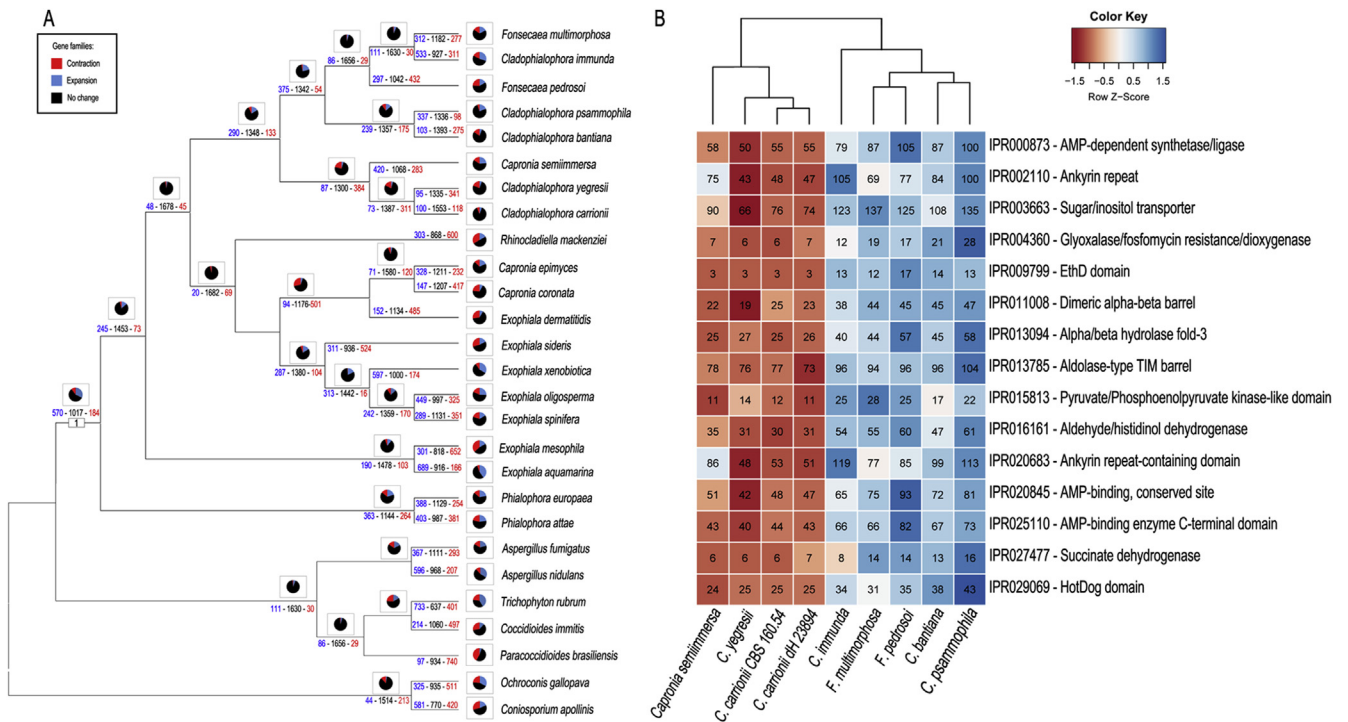 A
Gene families:
Contraction
Expansion
No change
312 - 1182 - 277
Fonsecaea multimorphosa
111 - 1630 - 30
86 - 1656 - 29
533 - 927 - 311
Cladophialophora immunda
375 - 1342 - 54
297 - 1042 - 432
Fonsecaea pedrosoi
337 - 1336 - 98
Cladophialophora psammophila
290 - 1348 - 133
239 - 1357 - 175
103 - 1393 - 275
Cladophialophora bantiana
420 - 1068 - 283
Capronia semiimmersa
87 - 1300 - 384
95 - 1335 - 341
Cladophialophora yegresii
48 - 1678 - 45
73 - 1387 - 311
100 - 1553 - 118
Cladophialophora carrionii
303 - 868 - 600
Rhinocladiella mackenziei
71 - 1580 - 120
328 - 1211 - 232
Capronia epimyces
20 - 1682 - 69
147 - 1207 - 417
Capronia coronata
94 -1176-501
152 - 1134 - 485
Exophiala dermatitidis
245 - 1453 - 73
311 - 936 - 524
Exophiala sideris
287 - 1380 - 104
597 - 1000 - 174
Exophiala xenobiotica
313 - 1442 - 16
449 - 997 - 325
Exophiala oligosperma
570 - 1017 - 184
242 - 1359 - 170
289 - 1131 - 351
Exophiala spinifera
1
301 - 818 - 652
Exophiala mesophila
190 - 1478 - 103
689 - 916 - 166
Exophiala aquamarina
388 - 1129 - 254
Phialophora europaea
363 - 1144 - 264
403 - 987 - 381
Phialophora attae
367 - 1111 - 293
Aspergillus fumigatus
596 - 968 - 207
Aspergillus nidulans
111 - 1630 - 30
733 - 637 - 401
Trichophyton rubrum
214 - 1060 - 497
Coccidioides immitis
86 - 1656 - 29
97 - 934 - 740
Paracoccidioides brasiliensis
325 - 935 - 511
Ochroconis gallopava
44 - 1514 - 213
581 - 770 - 420
Coniosporium apollinis
B
Color Key
−1.5 −0.5 0.5 1.5
Row Z-Score
58 50 55 55 79 87 105 87 100 IPR000873 - AMP-dependent synthetase/ligase
75 43 48 47 105 69 77 84 100 IPR002110 - Ankyrin repeat
90 66 76 74 123 137 125 108 135 IPR003663 - Sugar/inositol transporter
7 6 6 7 12 19 17 21 28 IPR004360 - Glyoxalase/fosfomycin resistance/dioxygenase
3 3 3 3 13 12 17 14 13 IPR009799 - EthD domain
22 19 25 23 38 44 45 45 47 IPR011008 - Dimeric alpha-beta barrel
25 27 25 26 40 44 57 45 58 IPR013094 - Alpha/beta hydrolase fold-3
78 76 77 73 96 94 96 96 104 IPR013785 - Aldolase-type TIM barrel
11 14 12 11 25 28 25 17 22 IPR015813 - Pyruvate/Phosphoenolpyruvate kinase-like domain
35 31 30 31 54 55 60 47 61 IPR016161 - Aldehyde/histidinol dehydrogenase
86 48 53 51 119 77 85 99 113 IPR020683 - Ankyrin repeat-containing domain
51 42 48 47 65 75 93 72 81 IPR020845 - AMP-binding, conserved site
43 40 44 43 66 66 82 67 73 IPR025110 - AMP-binding enzyme C-terminal domain
6 6 6 7 8 14 14 13 16 IPR027477 - Succinate dehydrogenase
24 25 25 25 34 31 35 38 43 IPR029069 - HotDog domain
Capronia semiimmersa
C. yegresii
C. carrionii CBS 160.54
C. carrionii dH 23894
C. immunda
F. multimorphosa
F. pedrosoi
C. bantiana
C. psammophila